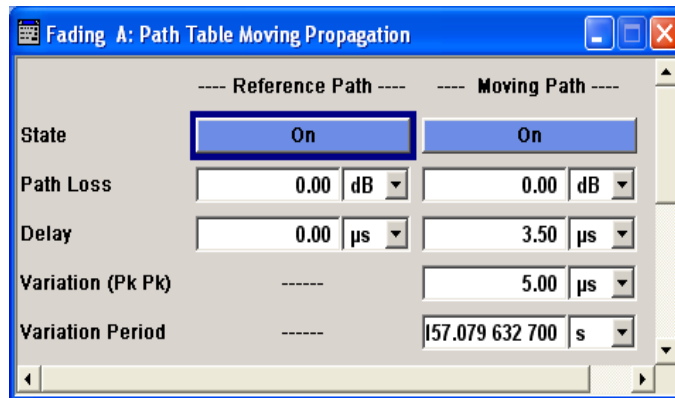 Fading A: Path Table Moving Propagation
---- Reference Path ---- ---- Moving Path ----
State On On
Path Loss 0.00 dB 0.00 dB
Delay 0.00 µs 3.50 µs
Variation (Pk Pk) ------ 5.00 µs
Variation Period ------ 157.079 632 700 s